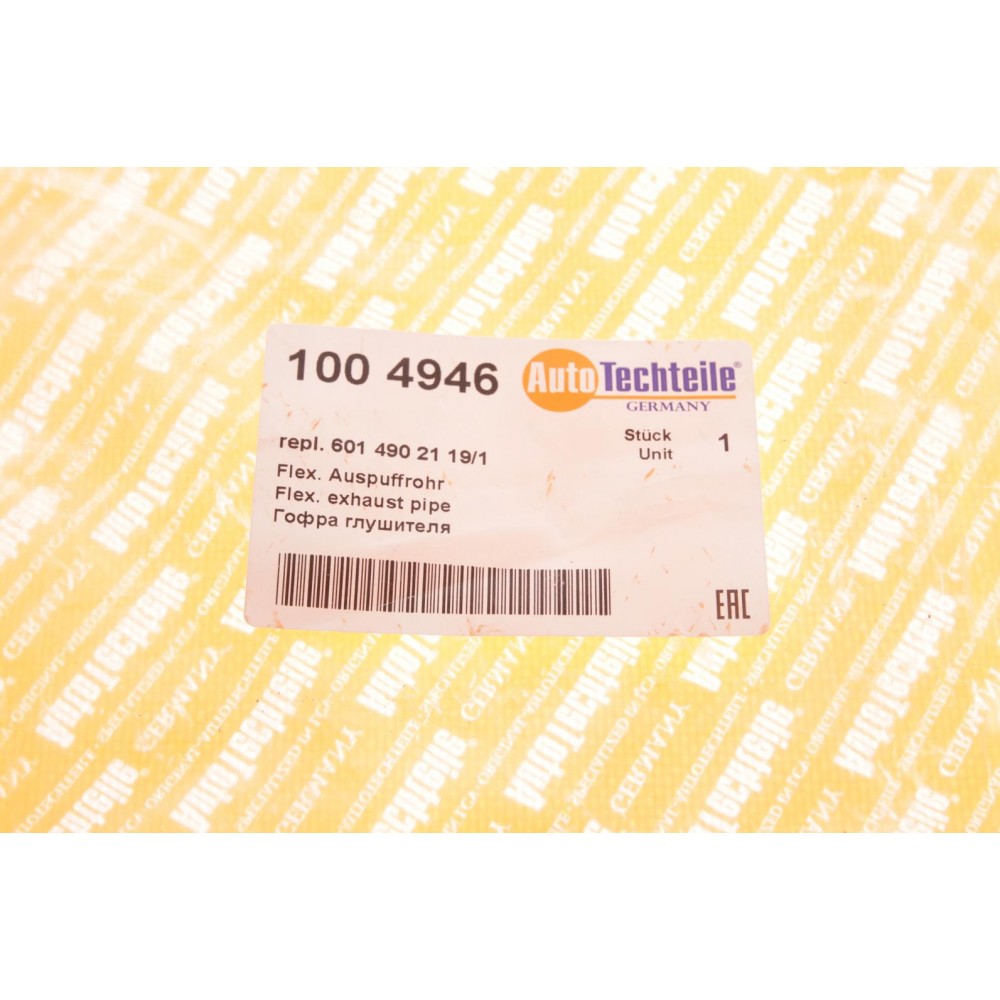 100 4946
AutoTechteile®
GERMANY
repl. 601 490 21 19/1
Stück 1
Unit
Flex. Auspuffrohr
Flex. exhaust pipe
Гофра глушителя
EAC